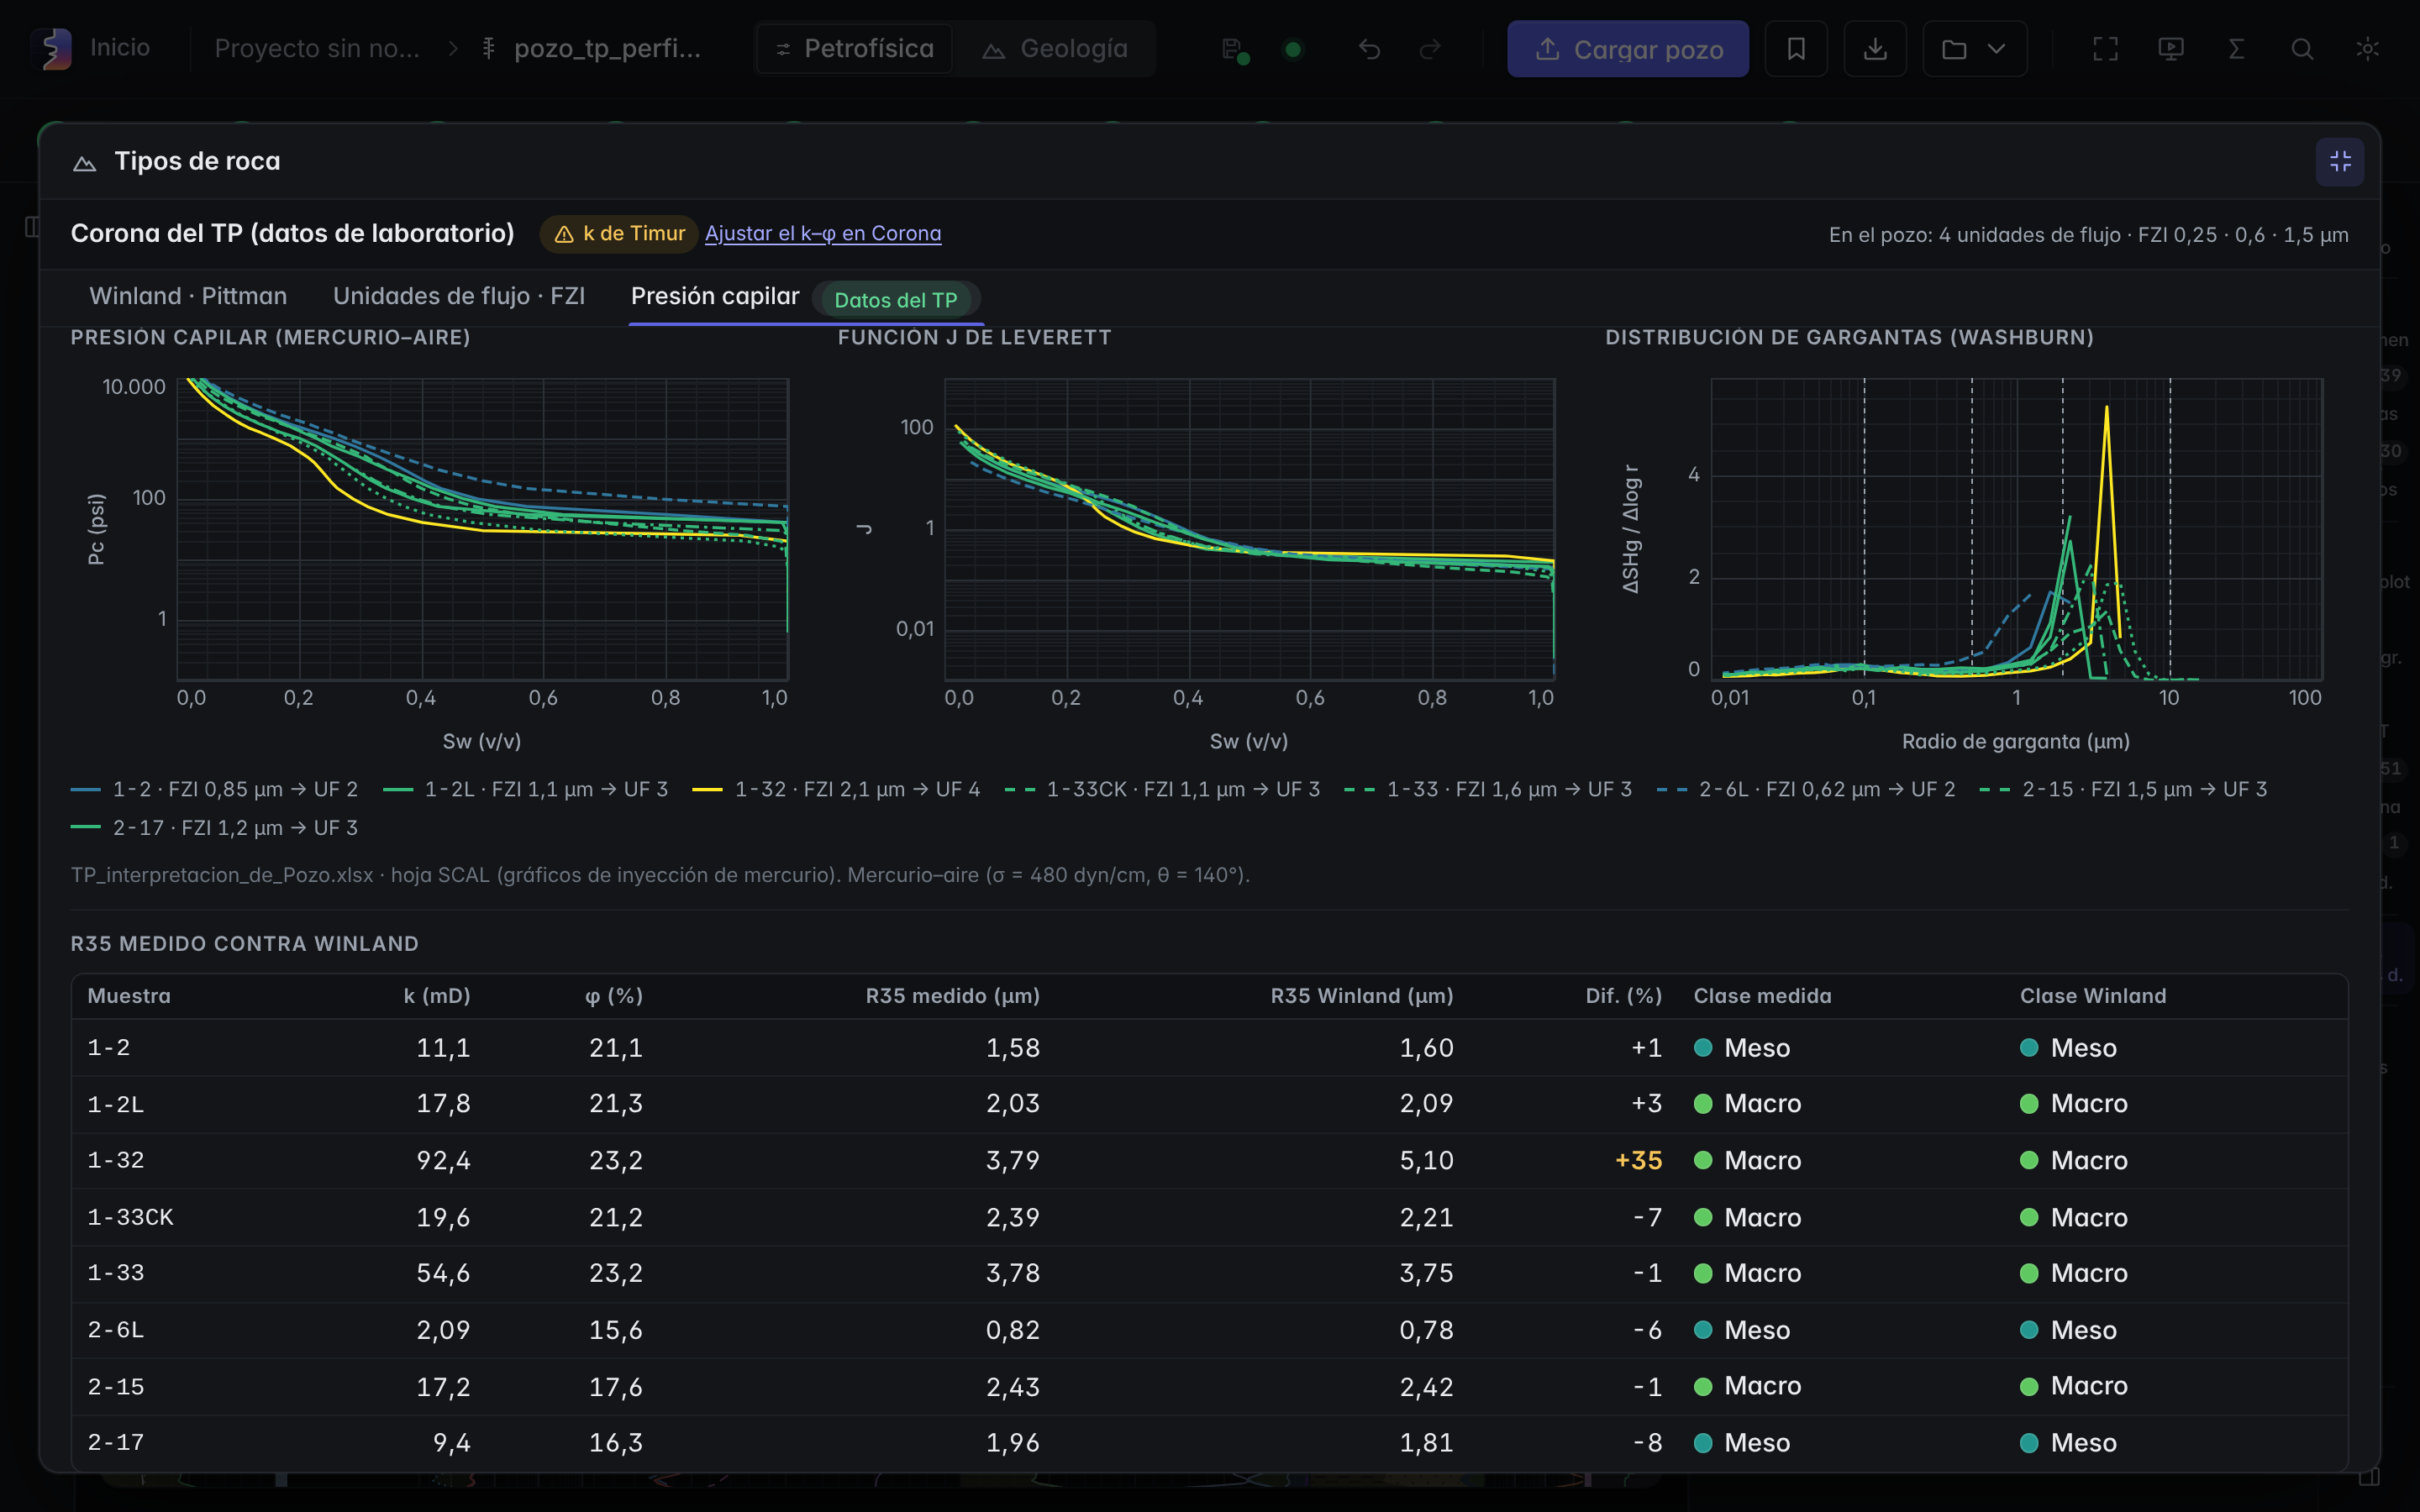 Inicio
Proyecto sin no...
pozo_tp_perfi...
Petrofísica
Geología
Cargar pozo
Tipos de roca
Corona del TP (datos de laboratorio)
k de Timur
Ajustar el k–φ en Corona
En el pozo: 4 unidades de flujo · FZI 0,25 · 0,6 · 1,5 µm
Winland · Pittman
Unidades de flujo · FZI
Presión capilar
Datos del TP
PRESIÓN CAPILAR (MERCURIO–AIRE)
10.000
100
1
Pc (psi)
0,0 0,2 0,4 0,6 0,8 1,0
Sw (v/v)
FUNCIÓN J DE LEVERETT
100
1
0,01
J
0,0 0,2 0,4 0,6 0,8 1,0
Sw (v/v)
DISTRIBUCIÓN DE GARGANTAS (WASHBURN)
4
2
0
ΔSHg / Δlog r
0,01 0,1 1 10 100
Radio de garganta (µm)
1-2 · FZI 0,85 µm → UF 2
1-2L · FZI 1,1 µm → UF 3
1-32 · FZI 2,1 µm → UF 4
1-33CK · FZI 1,1 µm → UF 3
1-33 · FZI 1,6 µm → UF 3
2-6L · FZI 0,62 µm → UF 2
2-15 · FZI 1,5 µm → UF 3
2-17 · FZI 1,2 µm → UF 3
TP_interpretacion_de_Pozo.xlsx · hoja SCAL (gráficos de inyección de mercurio). Mercurio–aire (σ = 480 dyn/cm, θ = 140°).
R35 MEDIDO CONTRA WINLAND
Muestra k (mD) φ (%) R35 medido (µm) R35 Winland (µm) Dif. (%) Clase medida Clase Winland
1-2 11,1 21,1 1,58 1,60 +1 Meso Meso
1-2L 17,8 21,3 2,03 2,09 +3 Macro Macro
1-32 92,4 23,2 3,79 5,10 +35 Macro Macro
1-33CK 19,6 21,2 2,39 2,21 -7 Macro Macro
1-33 54,6 23,2 3,78 3,75 -1 Macro Macro
2-6L 2,09 15,6 0,82 0,78 -6 Meso Meso
2-15 17,2 17,6 2,43 2,42 -1 Macro Macro
2-17 9,4 16,3 1,96 1,81 -8 Meso Meso